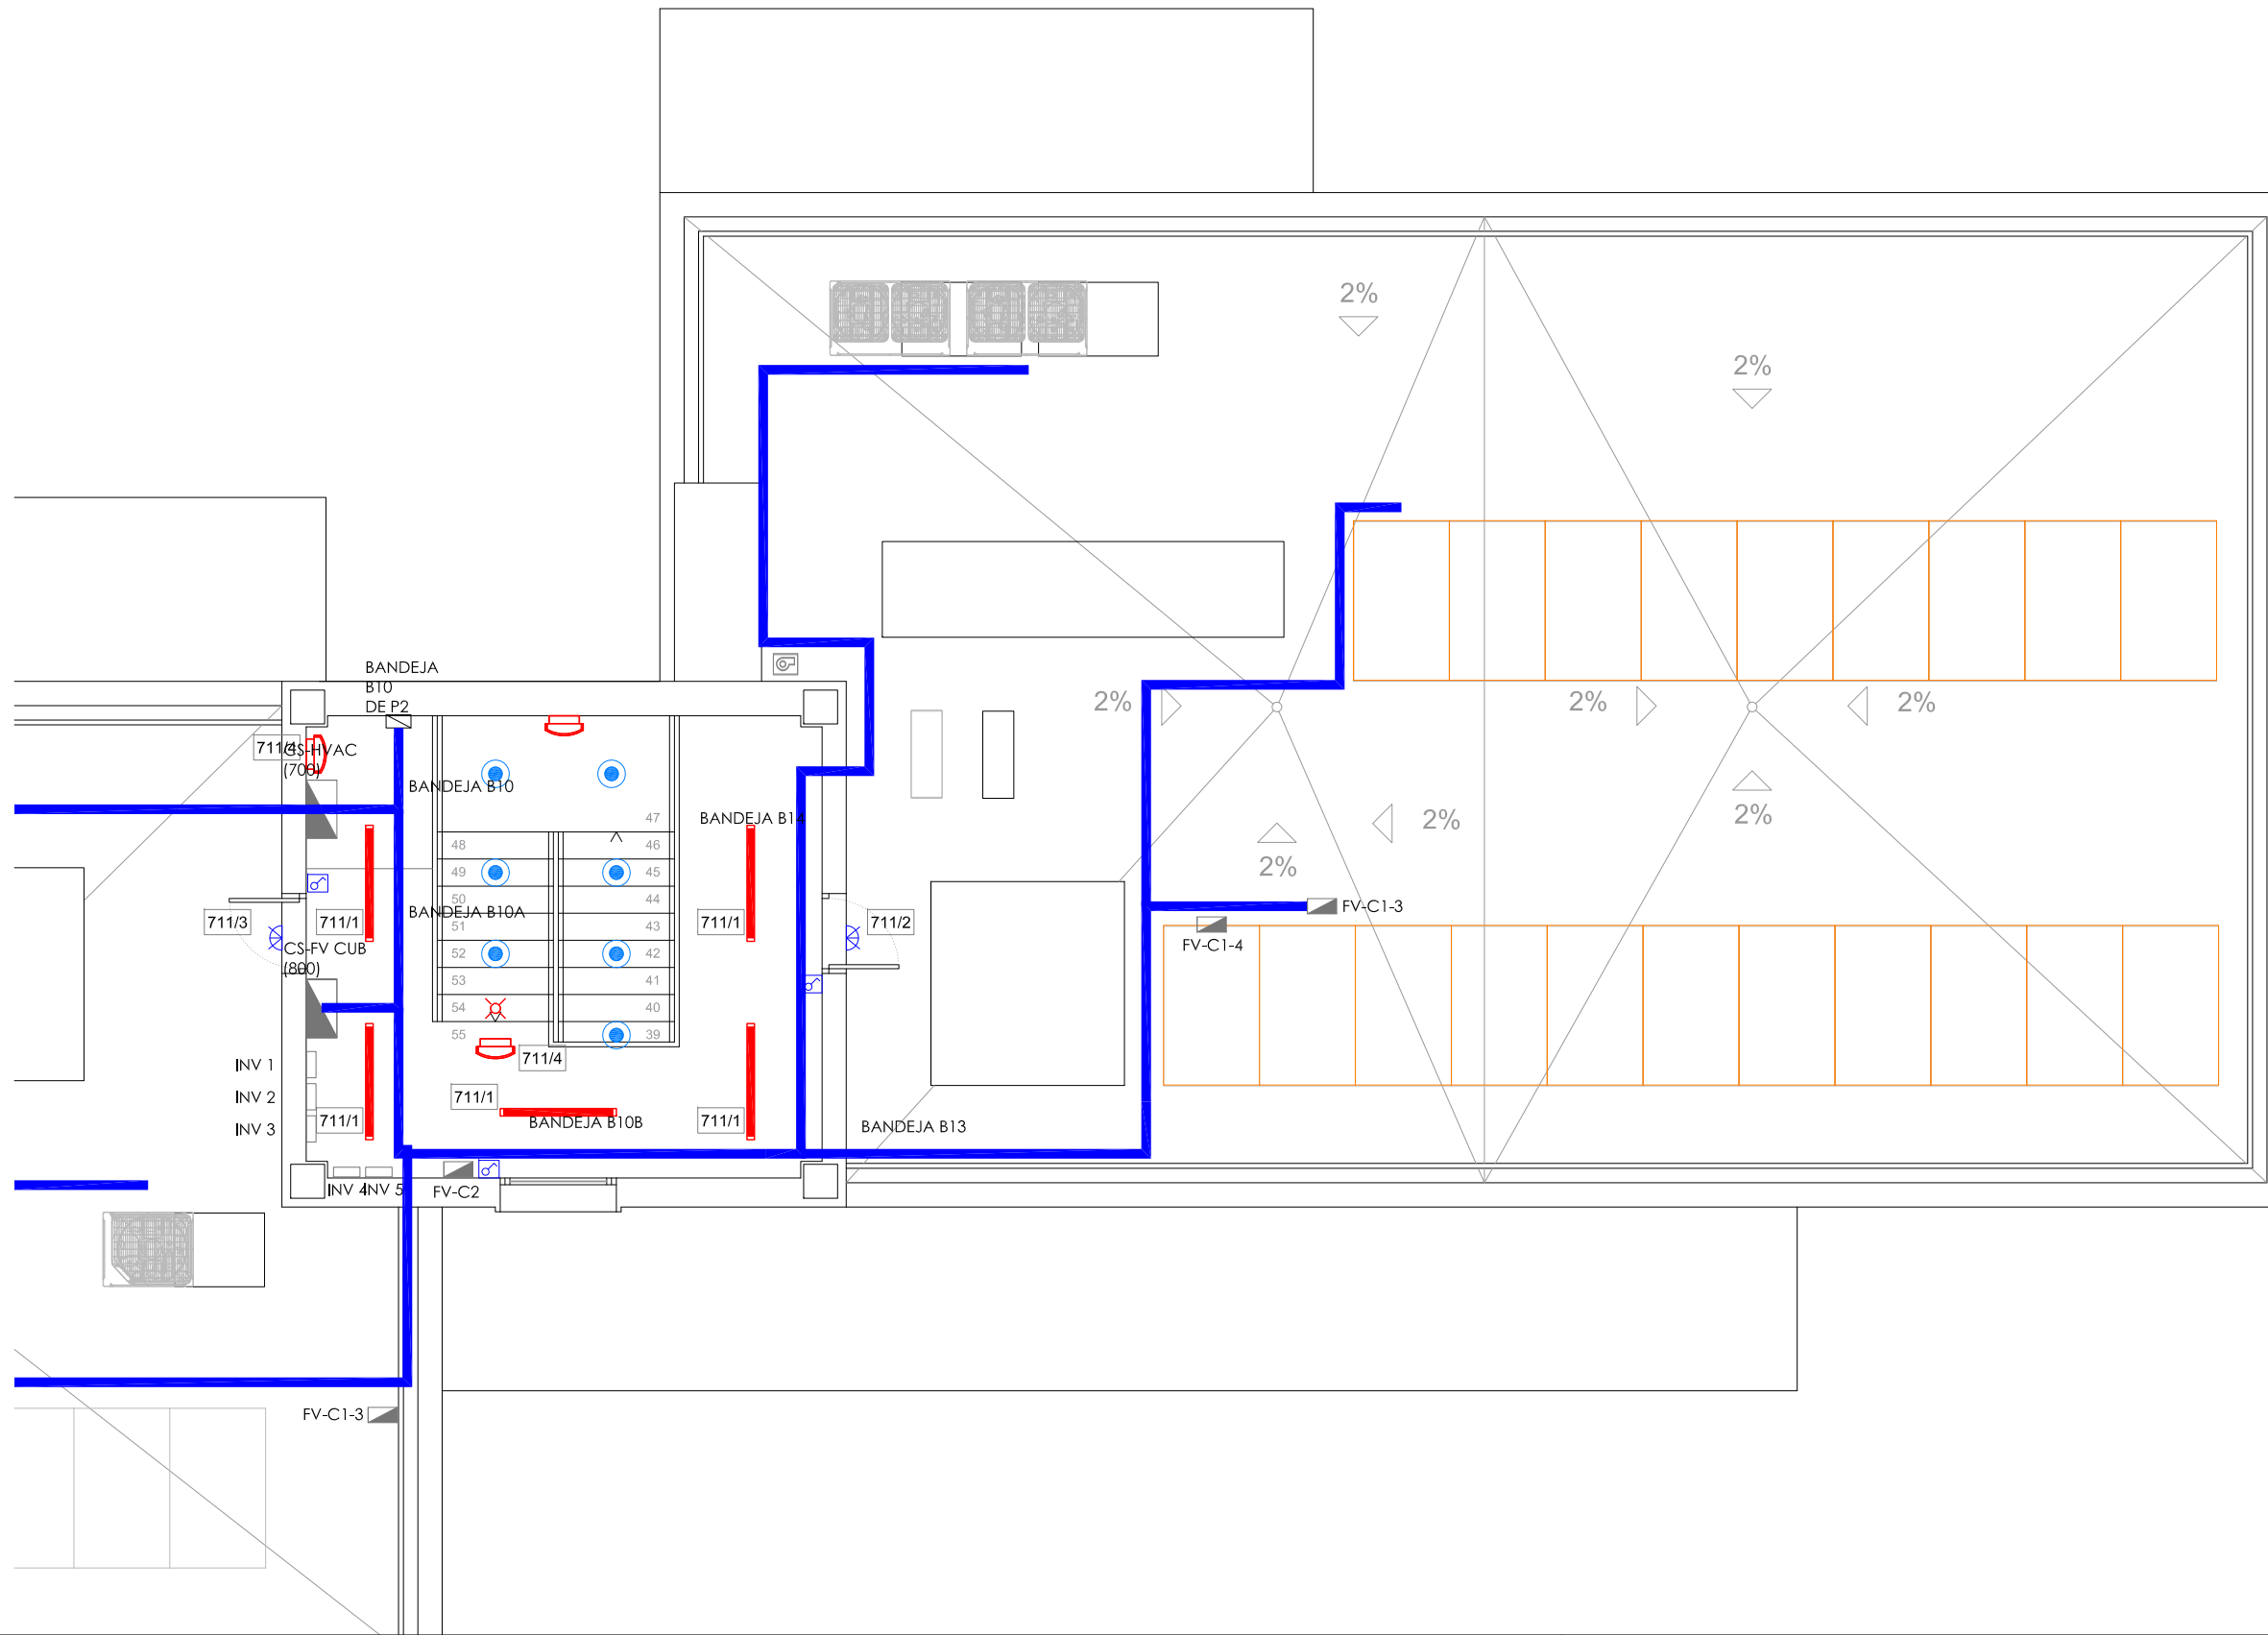 2%
2%
BANDEJA
B10
DE P2
2%
2%
2%
711/4
CS-HVAC
(700)
BANDEJA B10
BANDEJA B14
47
2%
2%
48
46
49
45
2%
50
44
BANDEJA B10A
FV-C1-3
711/3
711/1
711/1
711/2
51
43
CS-FV CUB
(800)
FV-C1-4
52
42
53
41
54
40
55
39
711/4
INV 1
INV 2
711/1
INV 3
711/1
BANDEJA B10B
711/1
BANDEJA B13
INV 4
INV 5
FV-C2
FV-C1-3